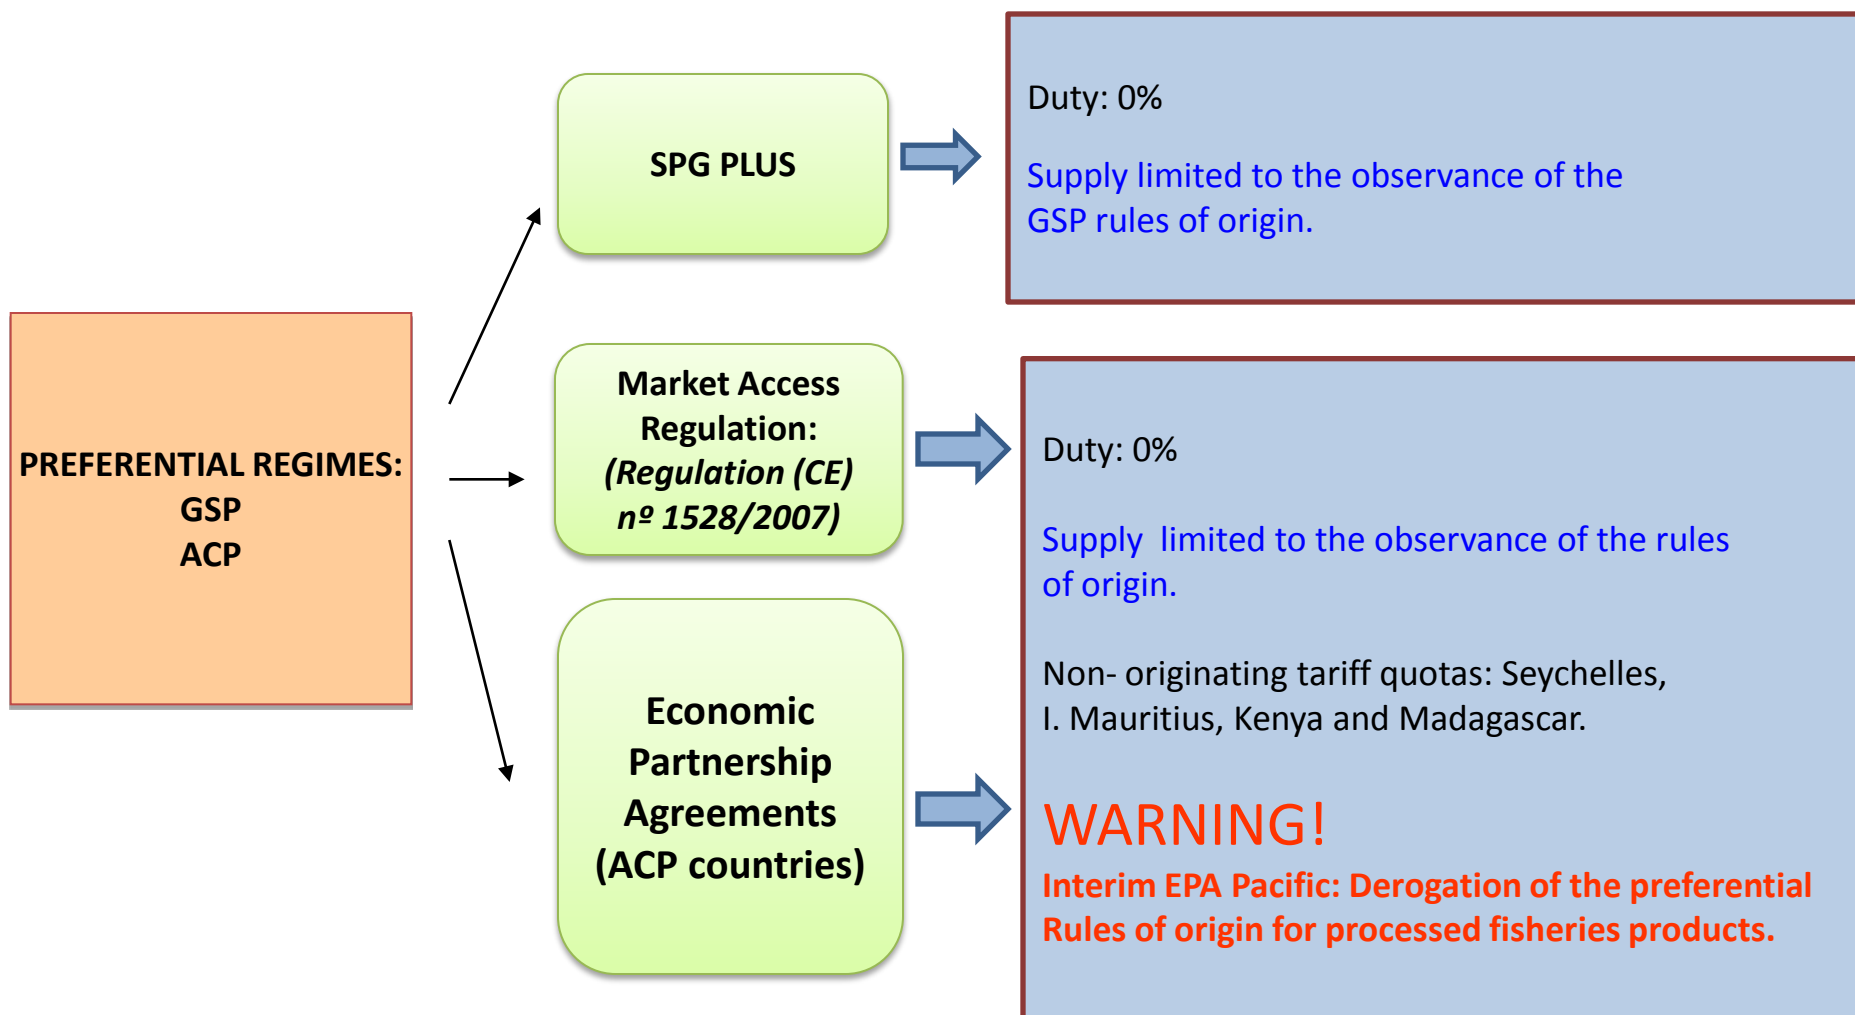 PREFERENTIAL REGIMES:
GSP
ACP
SPG PLUS
Duty: 0%
Supply limited to the observance of the
GSP rules of origin.
Market Access
Regulation:
(Regulation (CE)
nº 1528/2007)
Economic
Partnership
Agreements
(ACP countries)
Duty: 0%
Supply limited to the observance of the rules
of origin.
Non- originating tariff quotas: Seychelles,
I. Mauritius, Kenya and Madagascar.
WARNING!
Interim EPA Pacific: Derogation of the preferential
Rules of origin for processed fisheries products.